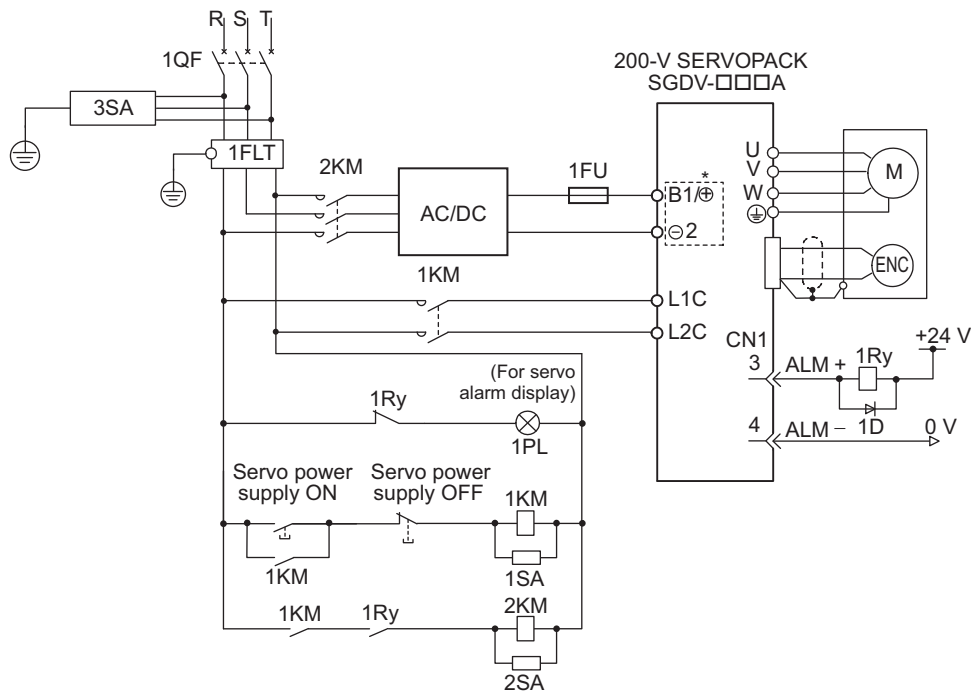 R S T
1QF
3SA
1FLT
200-V SERVOPACK
SGDV-□□□A
2KM
AC/DC
1FU
*
B1/⊕
⊖2
U
V
W
M
ENC
1KM
L1C
L2C
CN1
3
ALM +
1Ry
+24 V
1D
4
ALM −
0 V
(For servo
alarm display)
1Ry
1PL
Servo power
supply ON
Servo power
supply OFF
1KM
1KM
1SA
1KM
1Ry
2KM
2SA